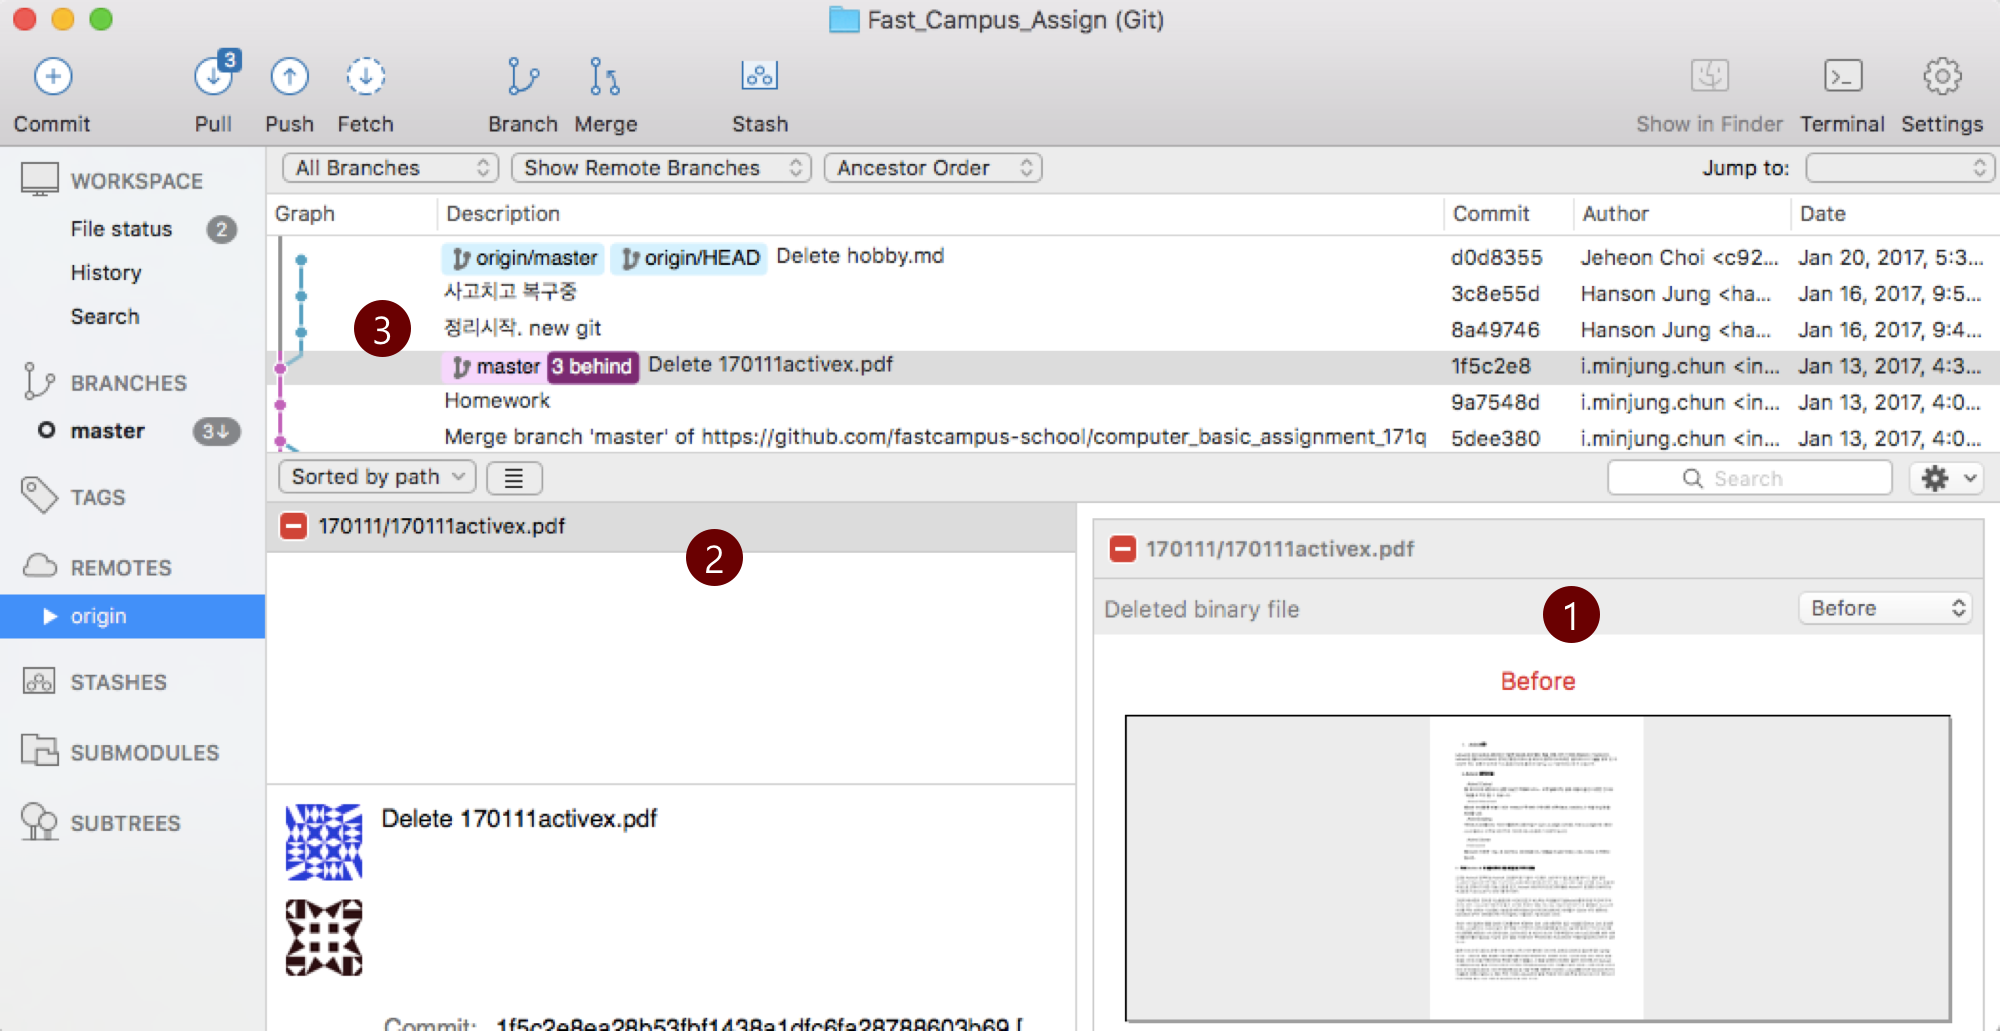 Fast_Campus_Assign (Git)
3
Commit Pull Push Fetch Branch Merge Stash Show in Finder Terminal Settings
WORKSPACE
File status 2
History
Search
BRANCHES
master 3↓
TAGS
REMOTES
origin
STASHES
SUBMODULES
SUBTREES
All Branches Show Remote Branches Ancestor Order Jump to:
Graph Description Commit Author Date
origin/master origin/HEAD Delete hobby.md d0d8355 Jeheon Choi <c92... Jan 20, 2017, 5:3...
사고치고 복구중 3c8e55d Hanson Jung <ha... Jan 16, 2017, 9:5...
정리시작. new git 8a49746 Hanson Jung <ha... Jan 16, 2017, 9:4...
3
master 3 behind Delete 170111activex.pdf 1f5c2e8 i.minjung.chun <in... Jan 13, 2017, 4:3...
Homework 9a7548d i.minjung.chun <in... Jan 13, 2017, 4:0...
Merge branch 'master' of https://github.com/fastcampus-school/computer_basic_assignment_171q 5dee380 i.minjung.chun <in... Jan 13, 2017, 4:0...
Sorted by path Search
170111/170111activex.pdf
2
170111/170111activex.pdf
Deleted binary file 1 Before
Before
Delete 170111activex.pdf
Commit: 1f5c2e8ea28b53fbf1438a1dfc6fa28788603b69 [